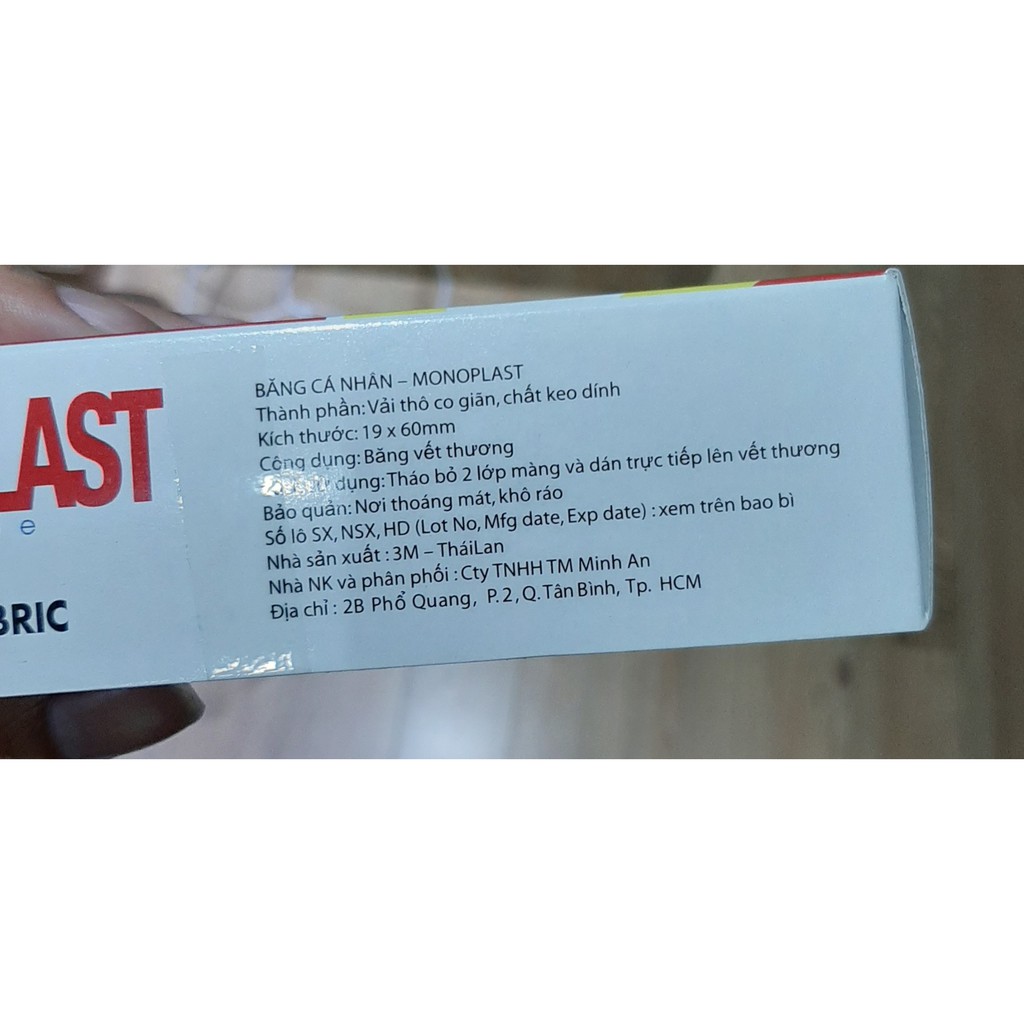 LAST
e
BRIC
BĂNG CÁ NHÂN – MONOPLAST
Thành phần: Vải thô co giãn, chất keo dính
Kích thước: 19 x 60mm
Công dụng: Băng vết thương
dụng: Tháo bỏ 2 lớp màng và dán trực tiếp lên vết thương
Bảo quản: Nơi thoáng mát, khô ráo
Số lô SX, NSX, HD (Lot No, Mfg date, Exp date) : xem trên bao bì
Nhà sản xuất : 3M – TháiLan
Nhà NK và phân phối : Cty TNHH TM Minh An
Địa chỉ : 2B Phổ Quang, P. 2, Q. Tân Bình, Tp. HCM